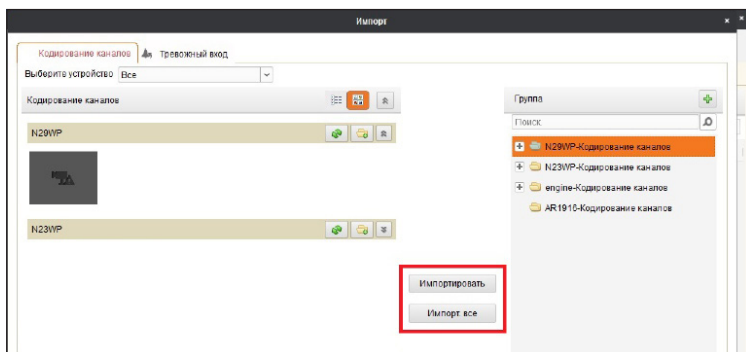 Импорт
Кодирование каналов
Тревожный вход
Выберите устройство
Все
Кодирование каналов
Группа
Поиск.
N29WP
N29WP-Кодирование каналов
N23WP-Кодирование каналов
engine-Кодирование каналов
AR1916-Кодирование каналов
N23WP
Импортировать
Импорт все